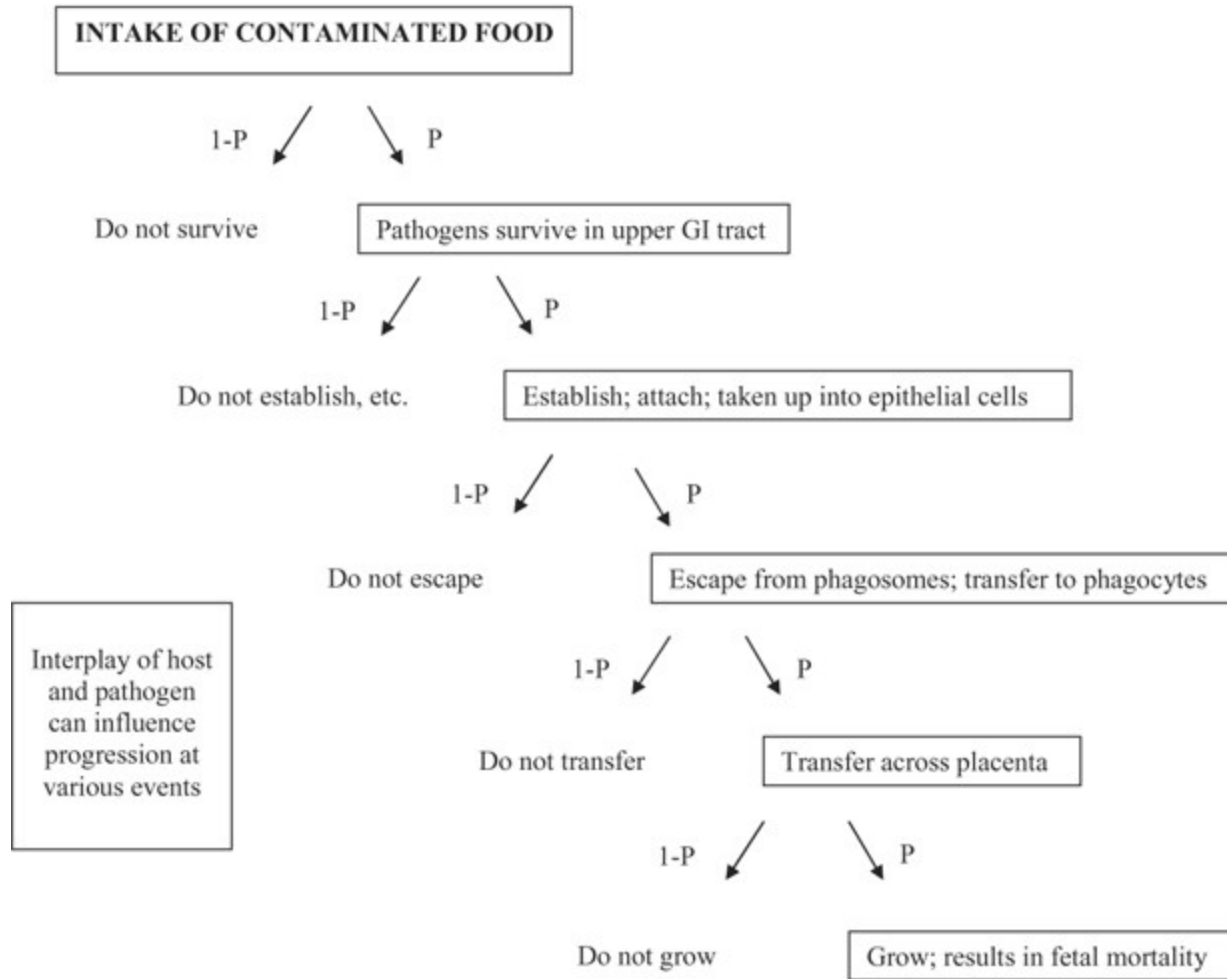 INTAKE OF CONTAMINATED FOOD
1-P
P
Do not survive
Pathogens survive in upper GI tract
1-P
P
Do not establish, etc.
Establish; attach; taken up into epithelial cells
1-P
P
Do not escape
Escape from phagosomes; transfer to phagocytes
Interplay of host
and pathogen
can influence
progression at
various events
1-P
P
Do not transfer
Transfer across placenta
1-P
P
Do not grow
Grow; results in fetal mortality